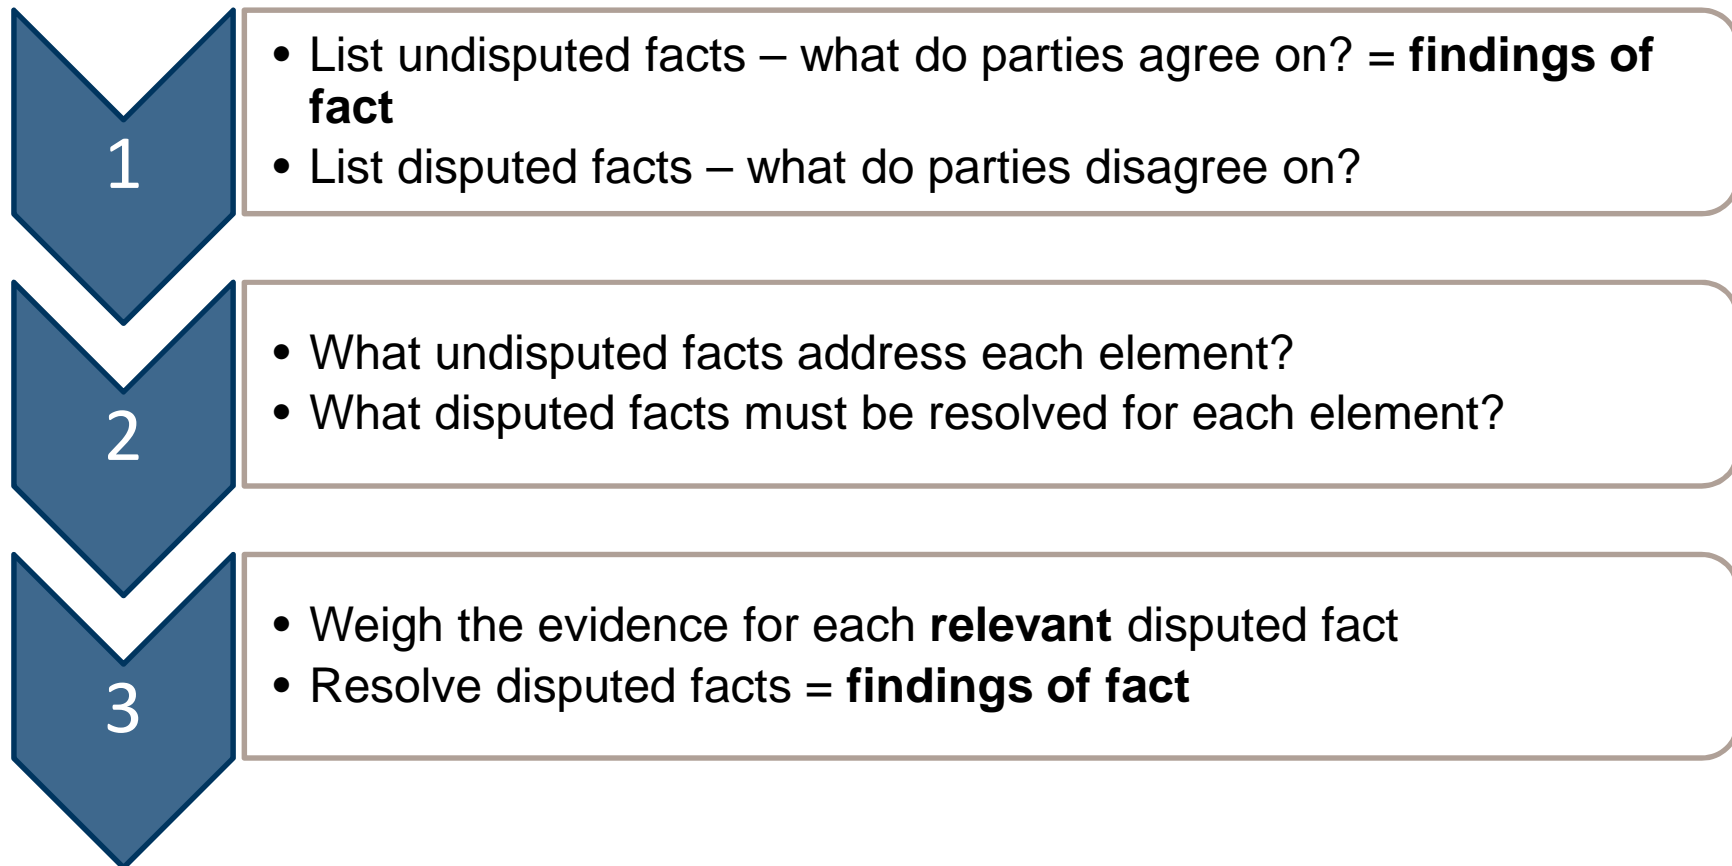 1
• List undisputed facts – what do parties agree on? = findings of
fact
• List disputed facts – what do parties disagree on?
2
• What undisputed facts address each element?
• What disputed facts must be resolved for each element?
3
• Weigh the evidence for each relevant disputed fact
• Resolve disputed facts = findings of fact